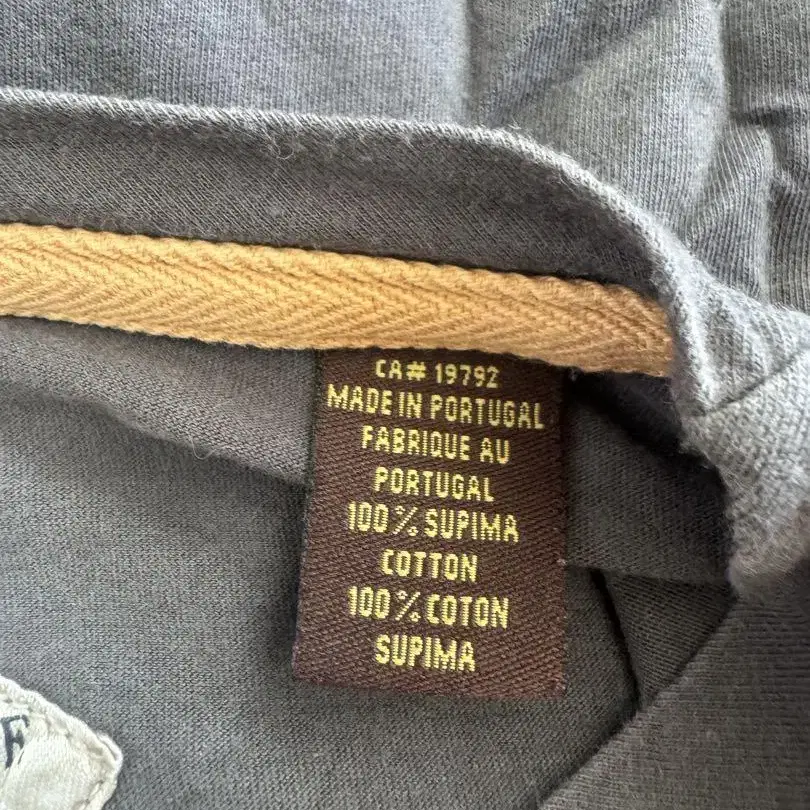 CA# 19792
MADE IN PORTUGAL
FABRIQUE AU
PORTUGAL
100% SUPIMA
COTTON
100% COTON
SUPIMA
F